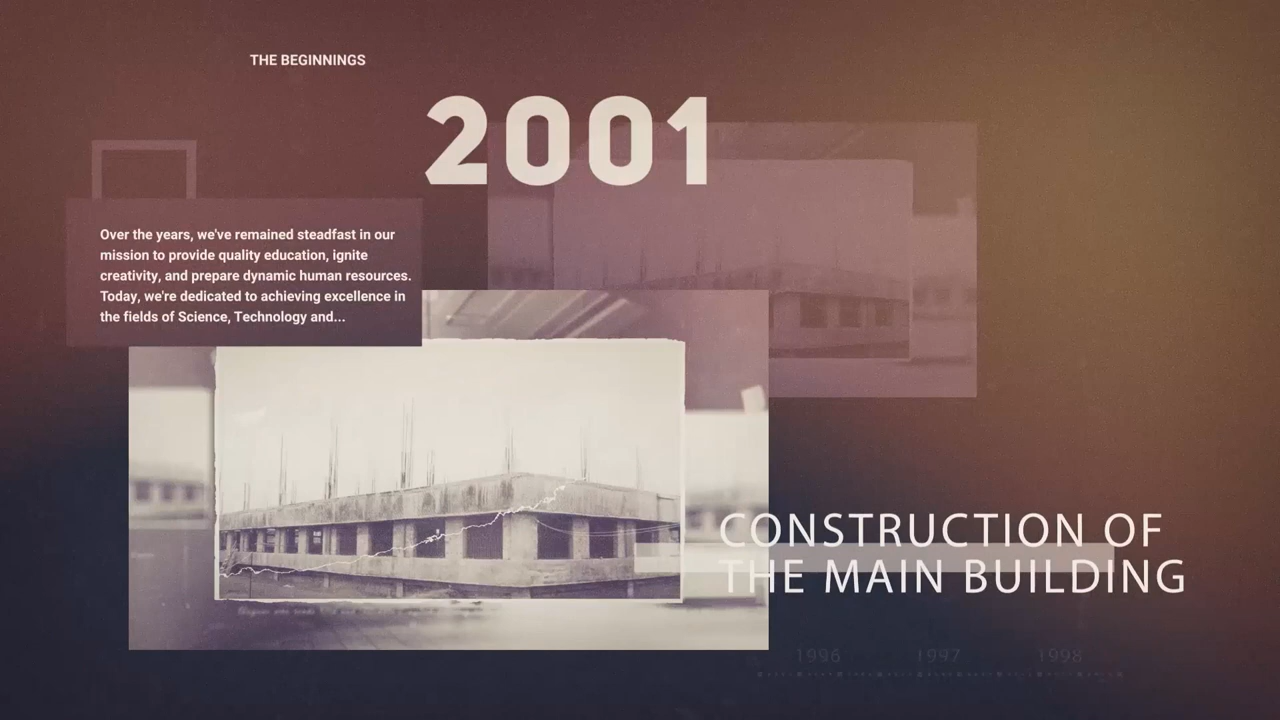 THE BEGINNINGS
2001
Over the years, we've remained steadfast in our
mission to provide quality education, ignite
creativity, and prepare dynamic human resources.
Today, we're dedicated to achieving excellence in
the fields of Science, Technology and...
CONSTRUCTION OF
THE MAIN BUILDING
1996 1997 1998